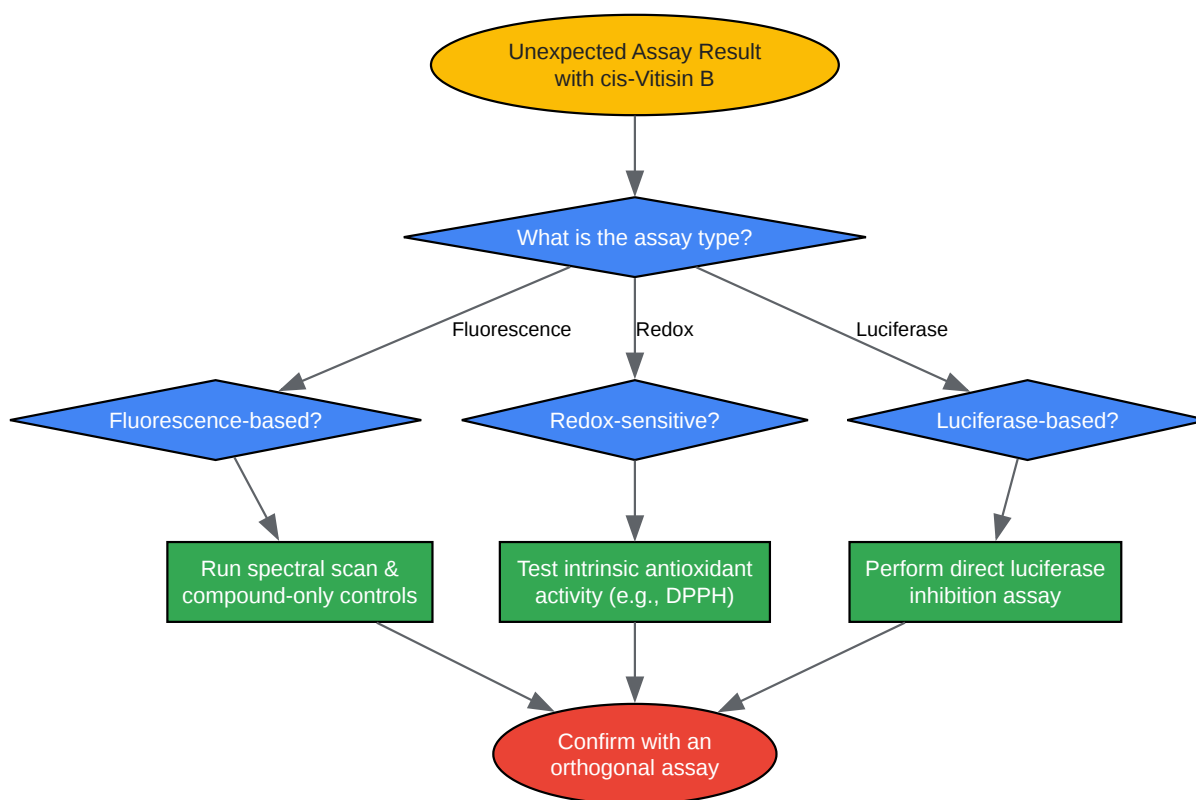 Unexpected Assay Result
with cis-Vitisin B
What is the assay type?
Fluorescence
Redox
Luciferase
Fluorescence-based?
Redox-sensitive?
Luciferase-based?
Run spectral scan &
compound-only controls
Test intrinsic antioxidant
activity (e.g., DPPH)
Perform direct luciferase
inhibition assay
Confirm with an
orthogonal assay